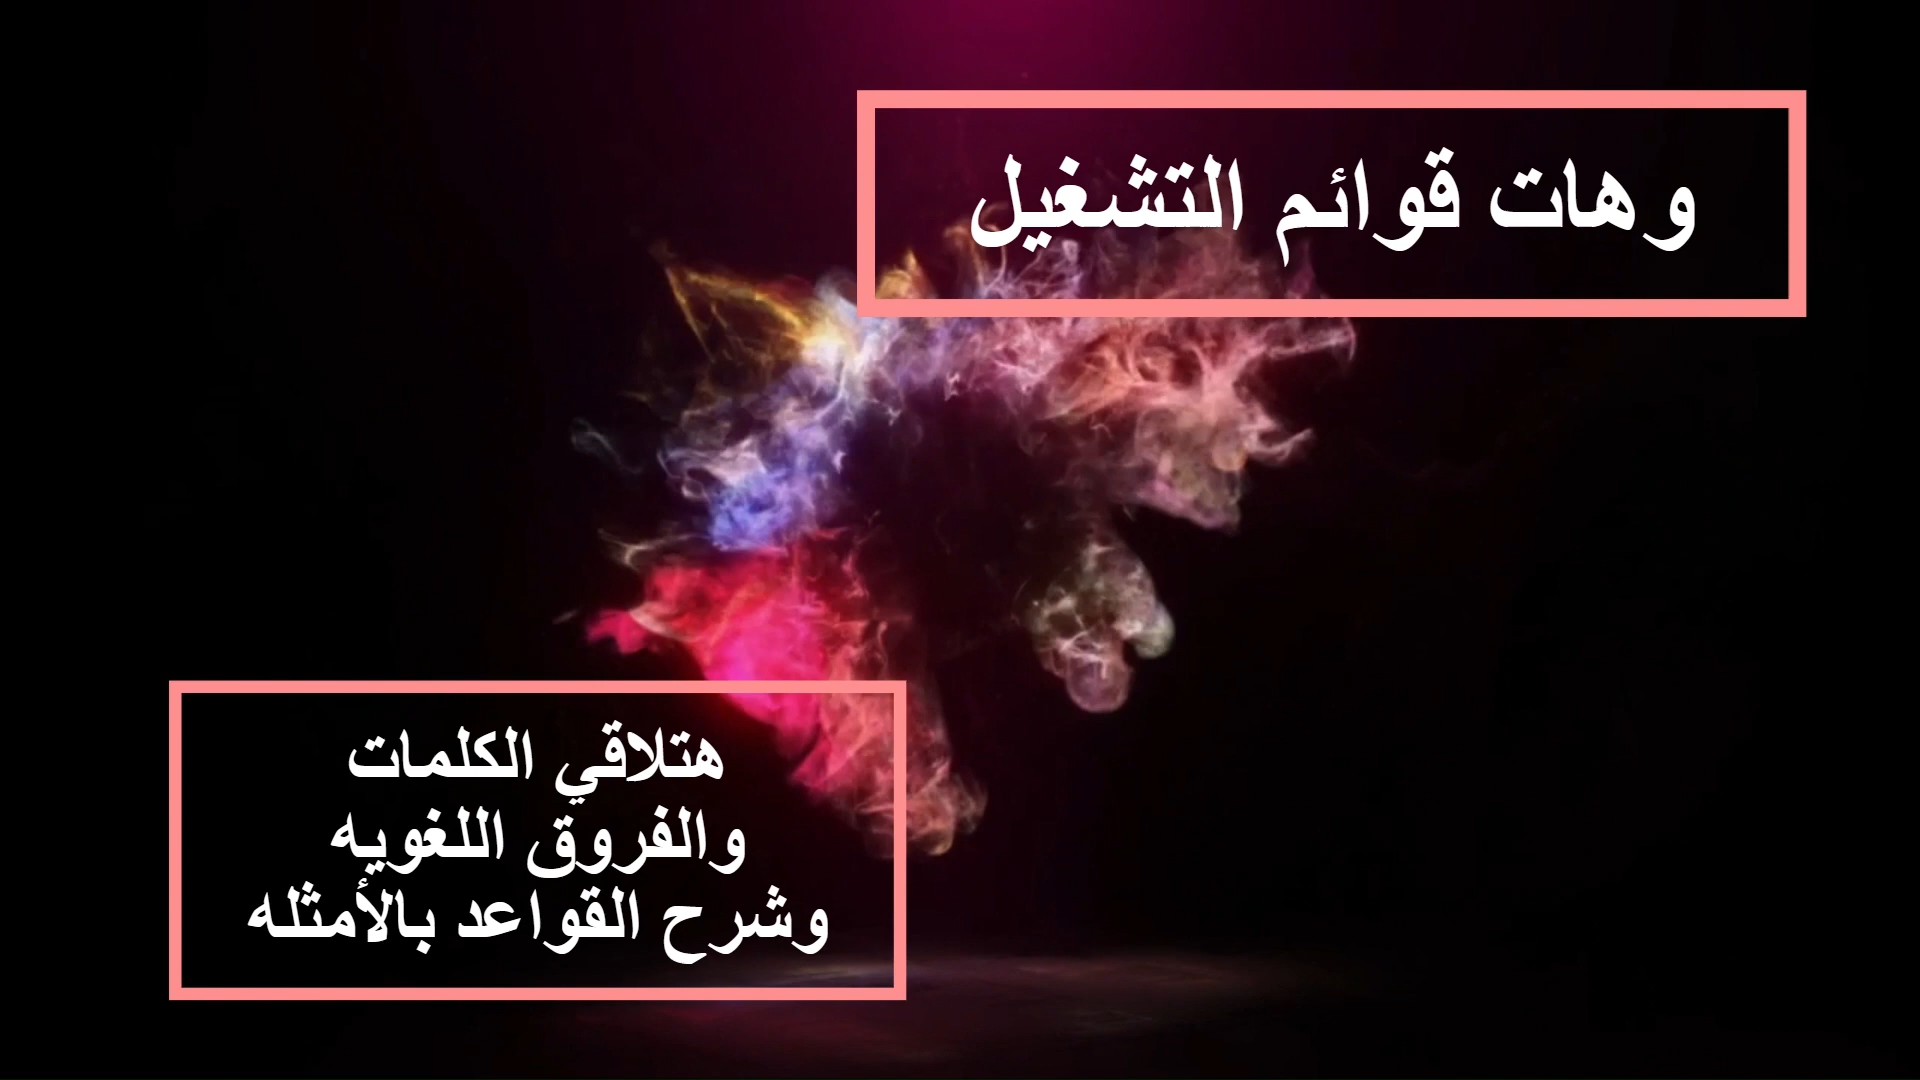 وهات قوائم التشغيل
هتلاقي الكلمات
والفروق اللغويه
وشرح القواعد بالأمثله